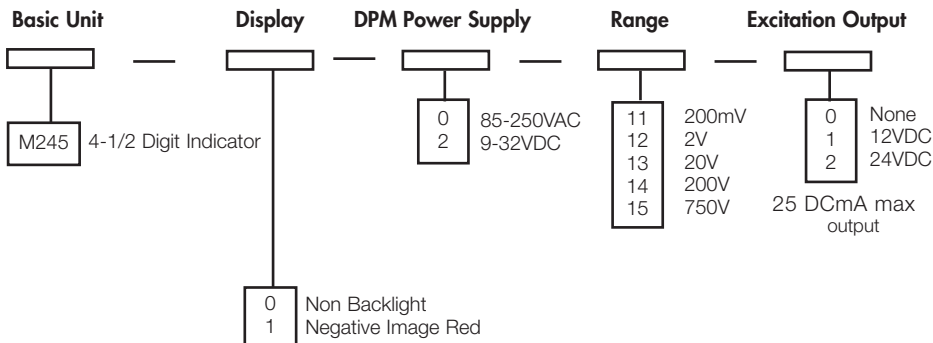 Basic Unit Display DPM Power Supply Range Excitation Output
M245 4-1/2 Digit Indicator
0 85-250VAC
2 9-32VDC
11 200mV
12 2V
13 20V
14 200V
15 750V
0 None
1 12VDC
2 24VDC
25 DCmA max
output
0 Non Backlight
1 Negative Image Red